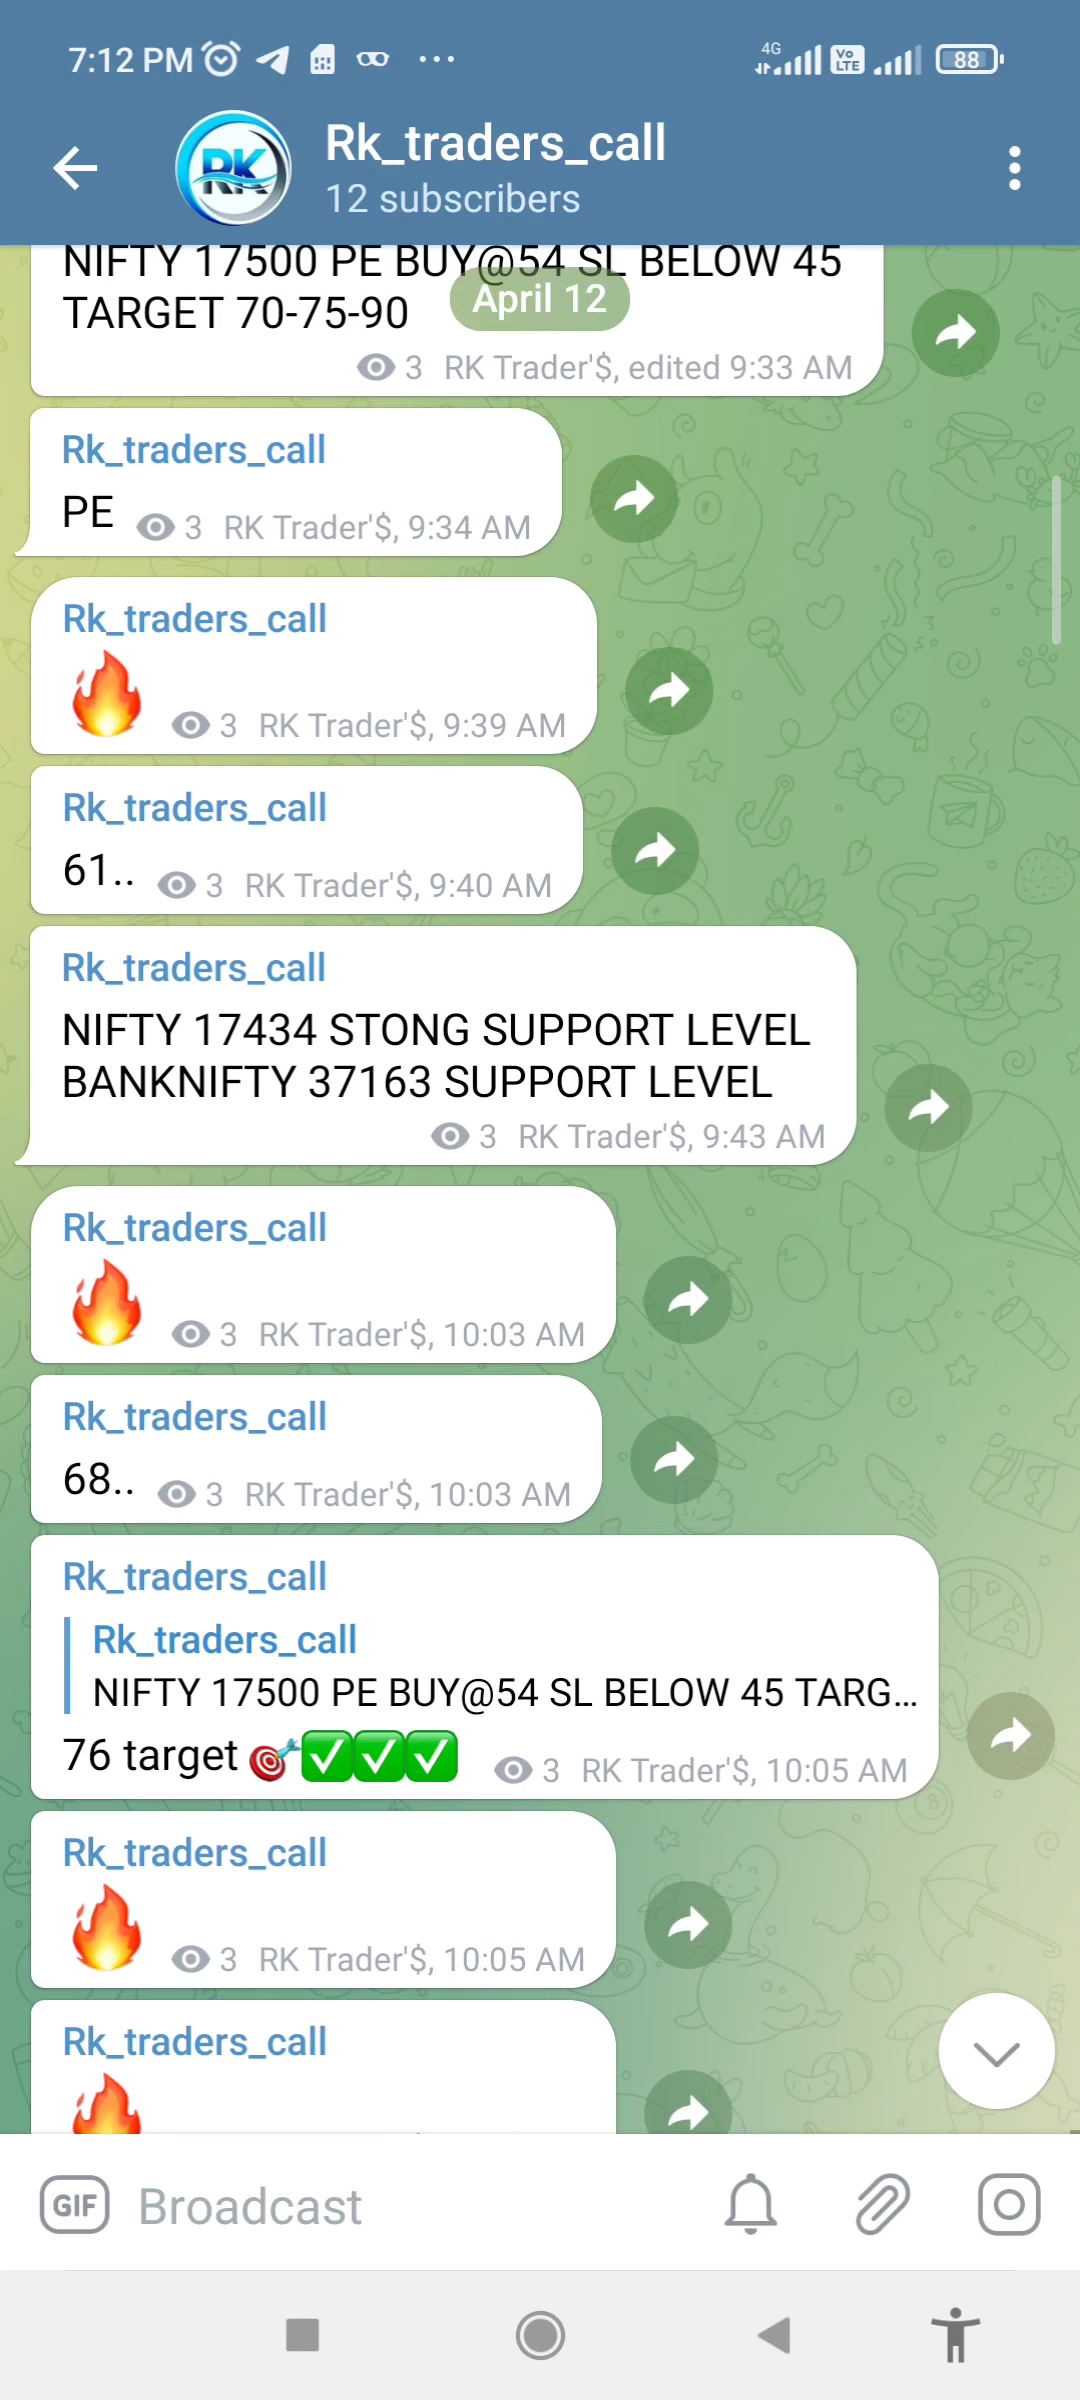 7:12 PM
4G
Vo
LTE
88
RK
Rk_traders_call
12 subscribers
NIFTY 17500 PE BUY@54 SL BELOW 45
TARGET 70-75-90
April 12
3 RK Trader'$, edited 9:33 AM
Rk_traders_call
PE
3 RK Trader'$, 9:34 AM
Rk_traders_call
🔥
3 RK Trader'$, 9:39 AM
Rk_traders_call
61..
3 RK Trader'$, 9:40 AM
Rk_traders_call
NIFTY 17434 STONG SUPPORT LEVEL
BANKNIFTY 37163 SUPPORT LEVEL
3 RK Trader'$, 9:43 AM
Rk_traders_call
🔥
3 RK Trader'$, 10:03 AM
Rk_traders_call
68..
3 RK Trader'$, 10:03 AM
Rk_traders_call
Rk_traders_call
NIFTY 17500 PE BUY@54 SL BELOW 45 TARG...
76 target 🎯✅✅✅
3 RK Trader'$, 10:05 AM
Rk_traders_call
🔥
3 RK Trader'$, 10:05 AM
Rk_traders_call
🔥
GIF
Broadcast